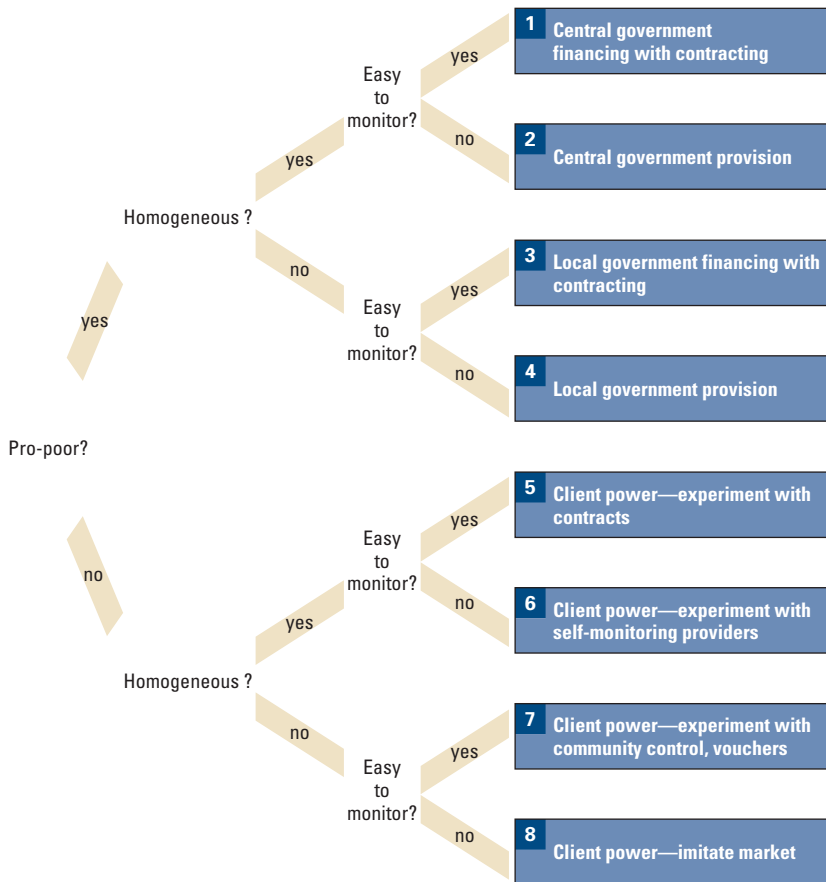 1
Central government
financing with contracting
yes
Easy
to
monitor?
no
2
Central government provision
yes
Homogeneous ?
no
3
Local government financing with
contracting
yes
Easy
to
monitor?
no
4
Local government provision
yes
Pro-poor?
no
5
Client power—experiment with
contracts
yes
Easy
to
monitor?
no
6
Client power—experiment with
self-monitoring providers
yes
Homogeneous ?
no
7
Client power—experiment with
community control, vouchers
yes
Easy
to
monitor?
no
8
Client power—imitate market